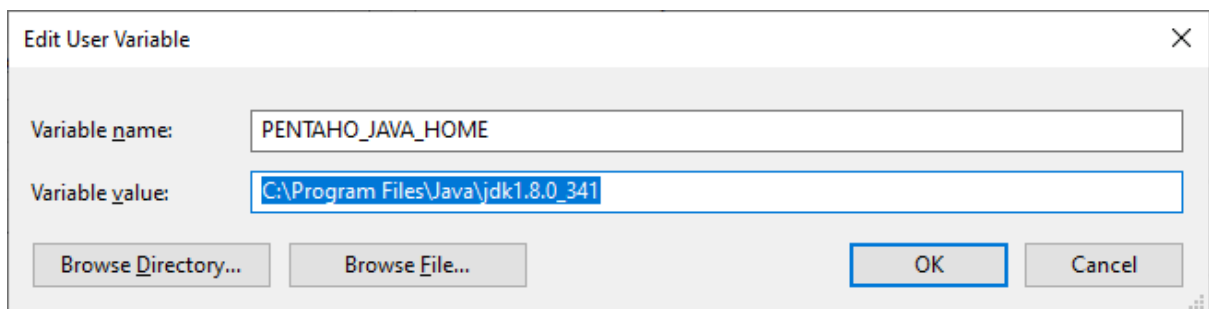 Edit User Variable
Variable name: PENTAHO_JAVA_HOME
Variable value: C:\Program Files\Java\jdk1.8.0_341
Browse Directory... Browse File... OK Cancel